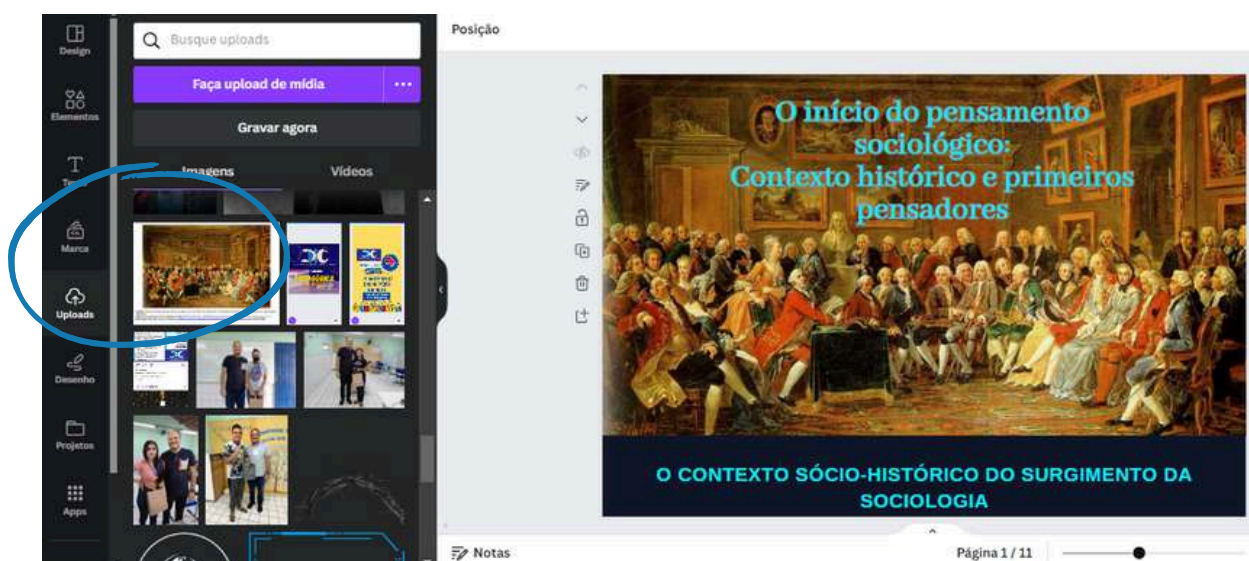 Design
Elementos
Marca
Uploads
Desenho
Projetos
Apps
Busque uploads
Faça upload de mídia
Gravar agora
Imagens
Vídeos
Posição
O início do pensamento
sociológico:
Contexto histórico e primeiros
pensadores
O CONTEXTO SÓCIO-HISTÓRICO DO SURGIMENTO DA
SOCIOLOGIA
Notas
Página 1 / 11